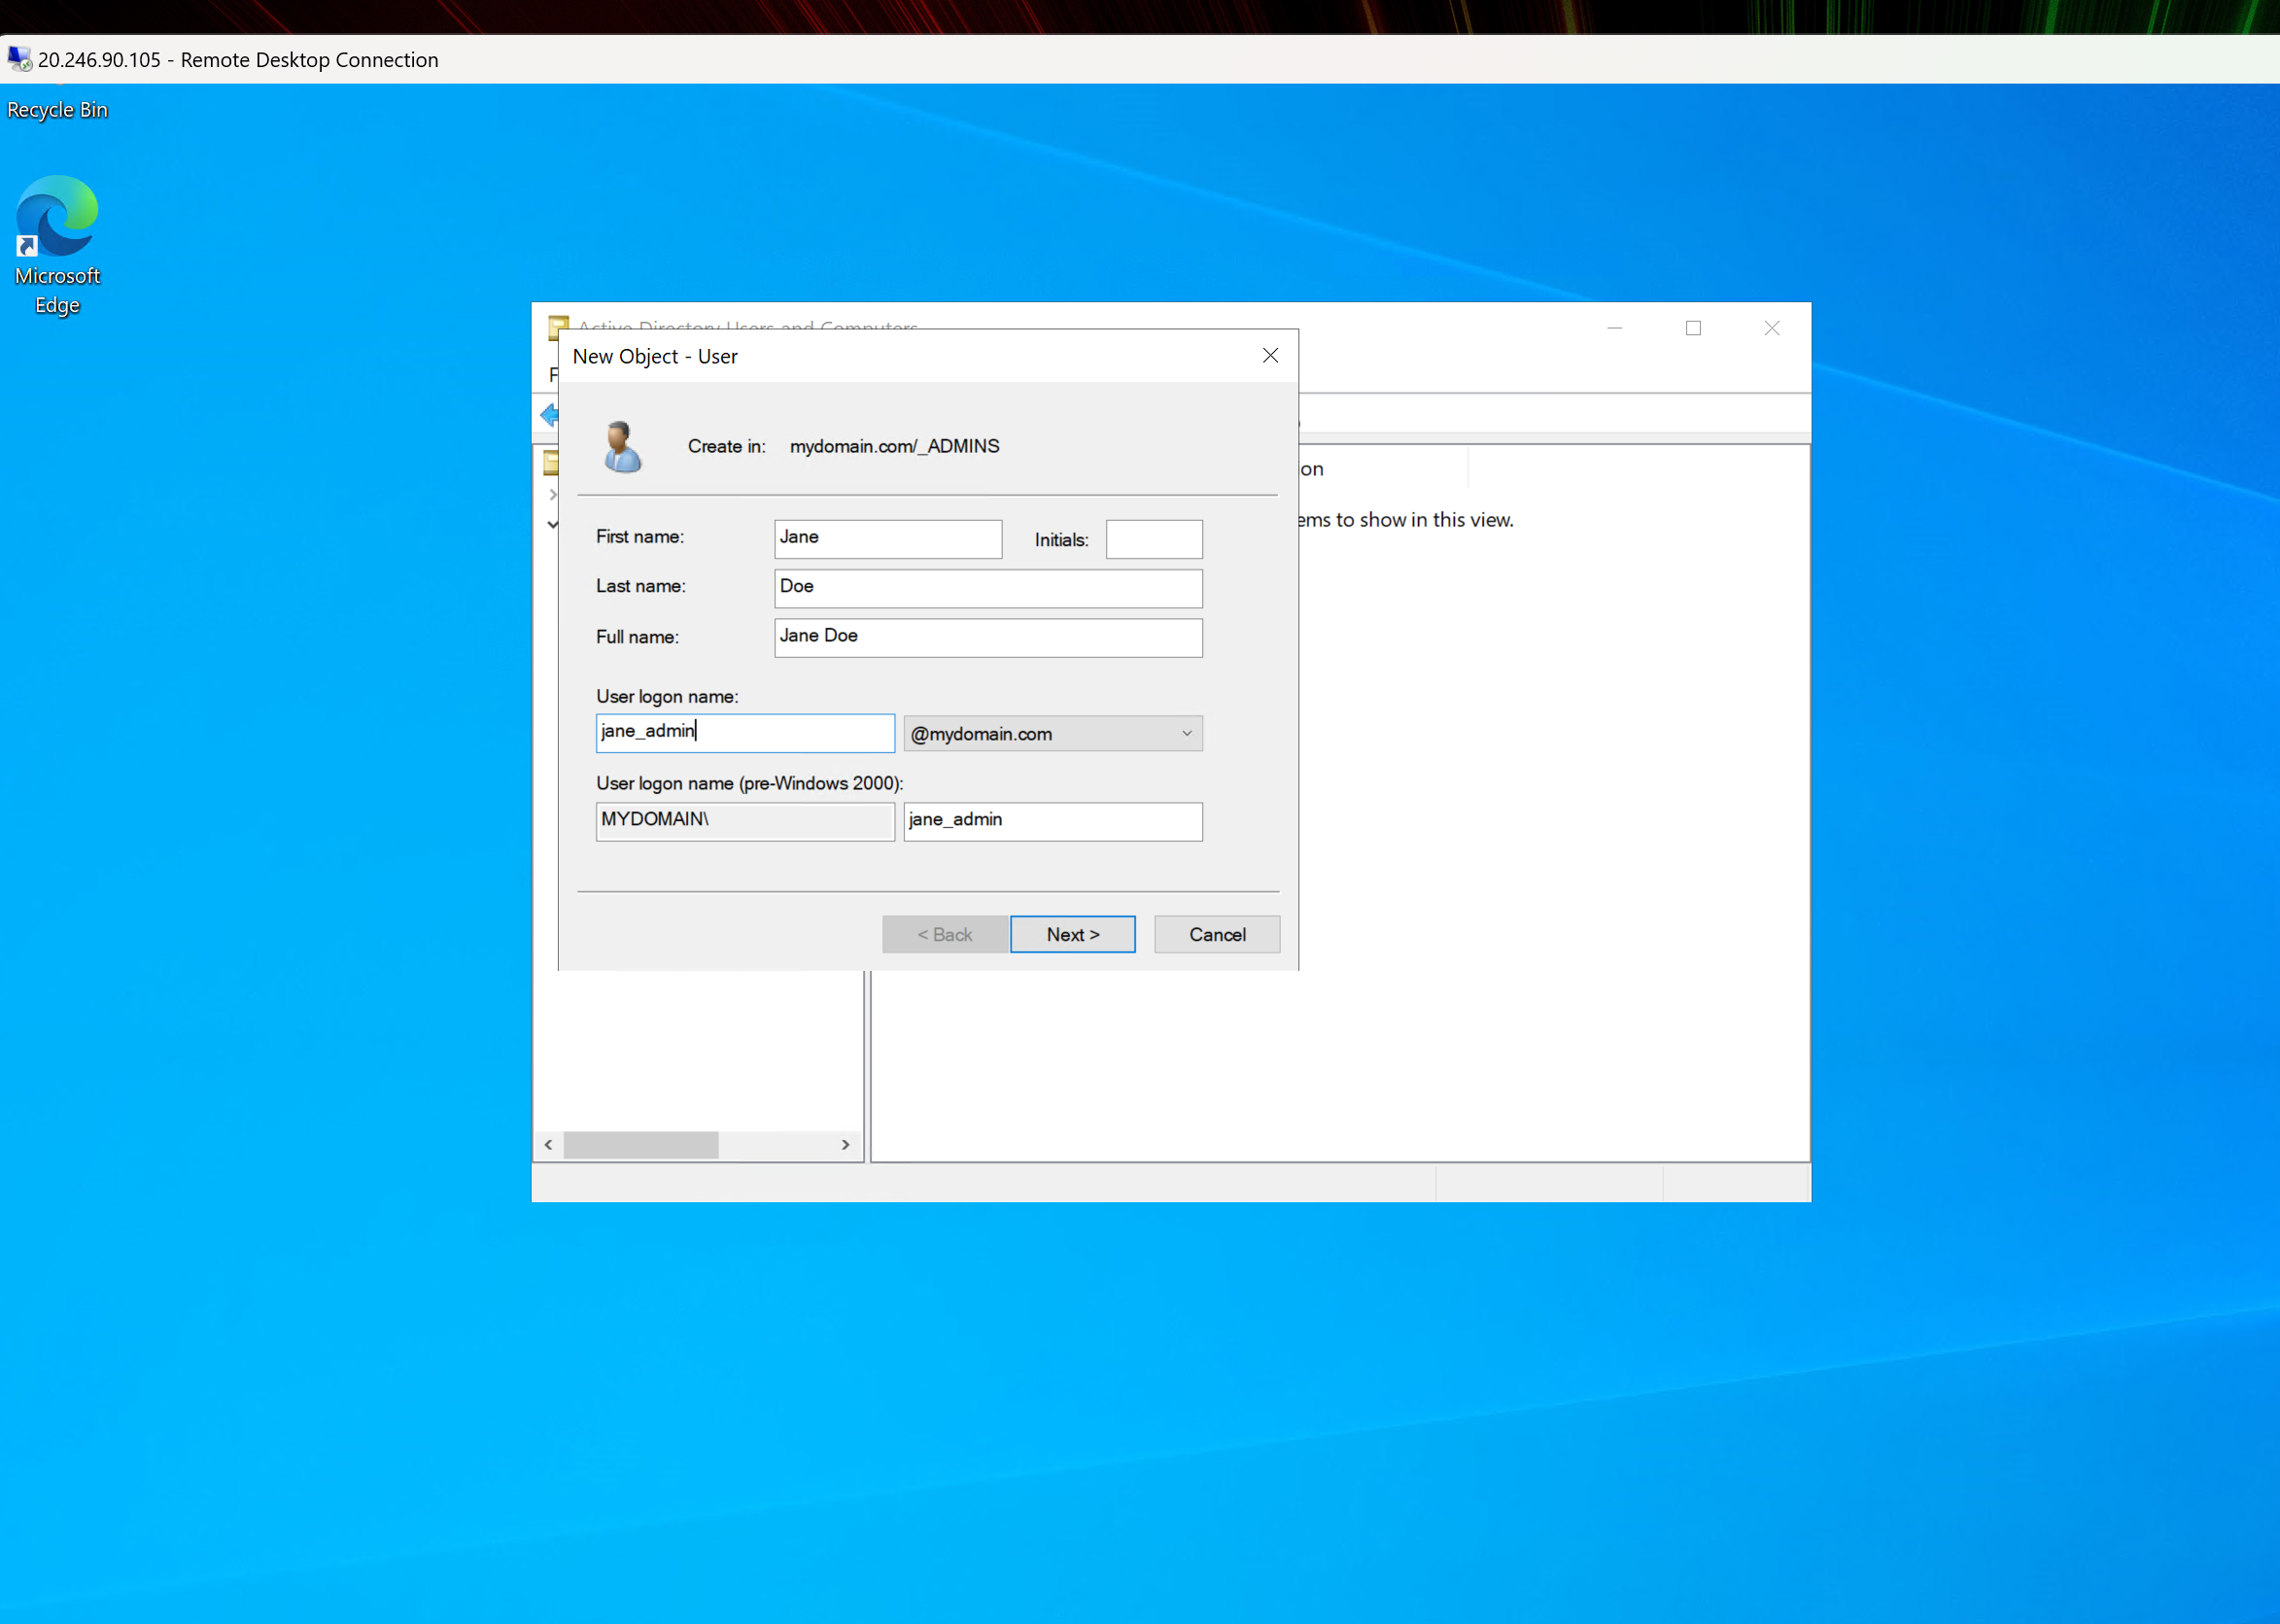 20.246.90.105 - Remote Desktop Connection
Recycle Bin
Microsoft
Edge
Active Directory Users and Computers
New Object - User
F
Create in: mydomain.com/_ADMINS
on
ems to show in this view.
First name: Jane Initials:
Last name: Doe
Full name: Jane Doe
User logon name:
jane_admin @mydomain.com
User logon name (pre-Windows 2000):
MYDOMAIN\ jane_admin
< Back Next > Cancel